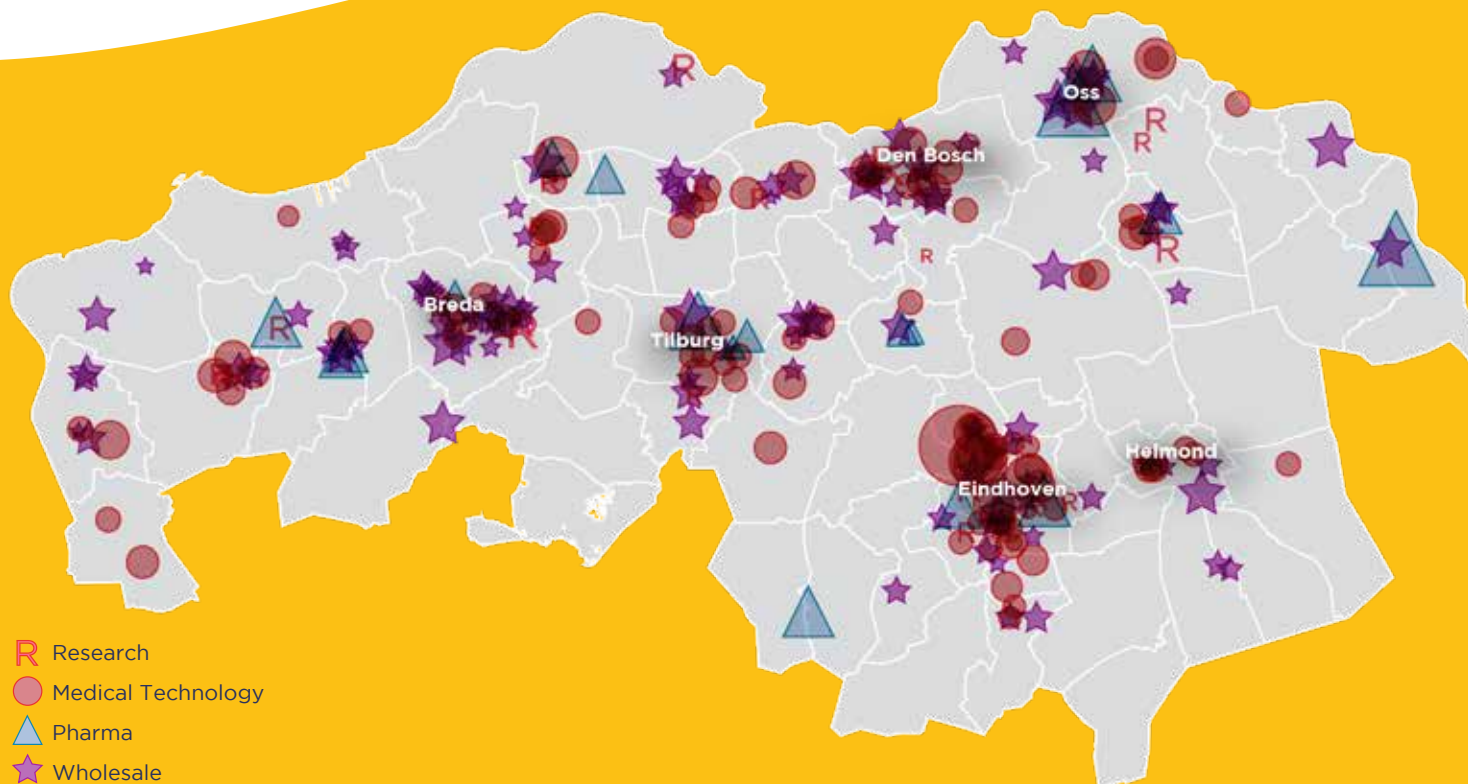 R
Oss
R
R
Den Bosch
R
R
R
R
Breda
R
R
Tilburg
Helmond
Eindhoven
R
R Research
Medical Technology
Pharma
Wholesale